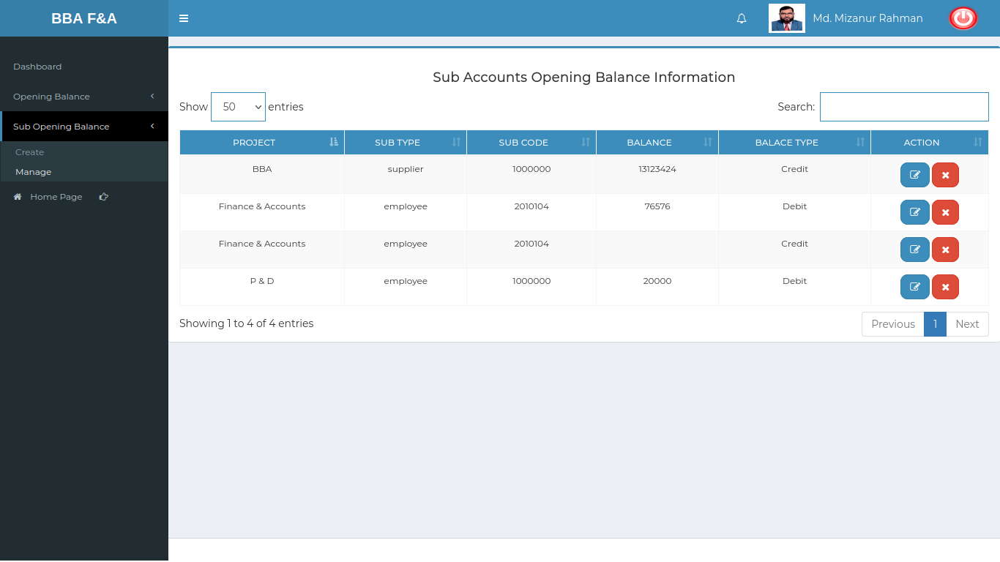 BBA F&A
Md. Mizanur Rahman
Dashboard
Opening Balance
Sub Opening Balance
Create
Manage
Home Page
Sub Accounts Opening Balance Information
Show 50 entries Search:
PROJECT SUB TYPE SUB CODE BALANCE BALACE TYPE ACTION
BBA supplier 1000000 13123424 Credit
Finance & Accounts employee 2010104 76576 Debit
Finance & Accounts employee 2010104 Credit
P & D employee 1000000 20000 Debit
Showing 1 to 4 of 4 entries Previous 1 Next